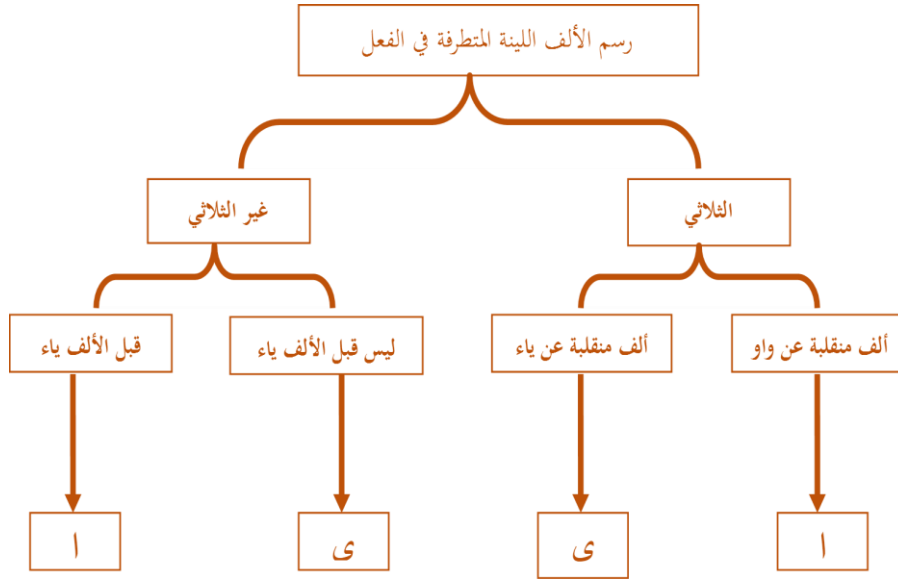 رسم الألف اللينة المتطرفة في الفعل
الثلاثي
غير الثلاثي
ألف منقلبة عن واو
ألف منقلبة عن ياء
ليس قبل الألف ياء
قبل الألف ياء
ا
ى
ى
ا